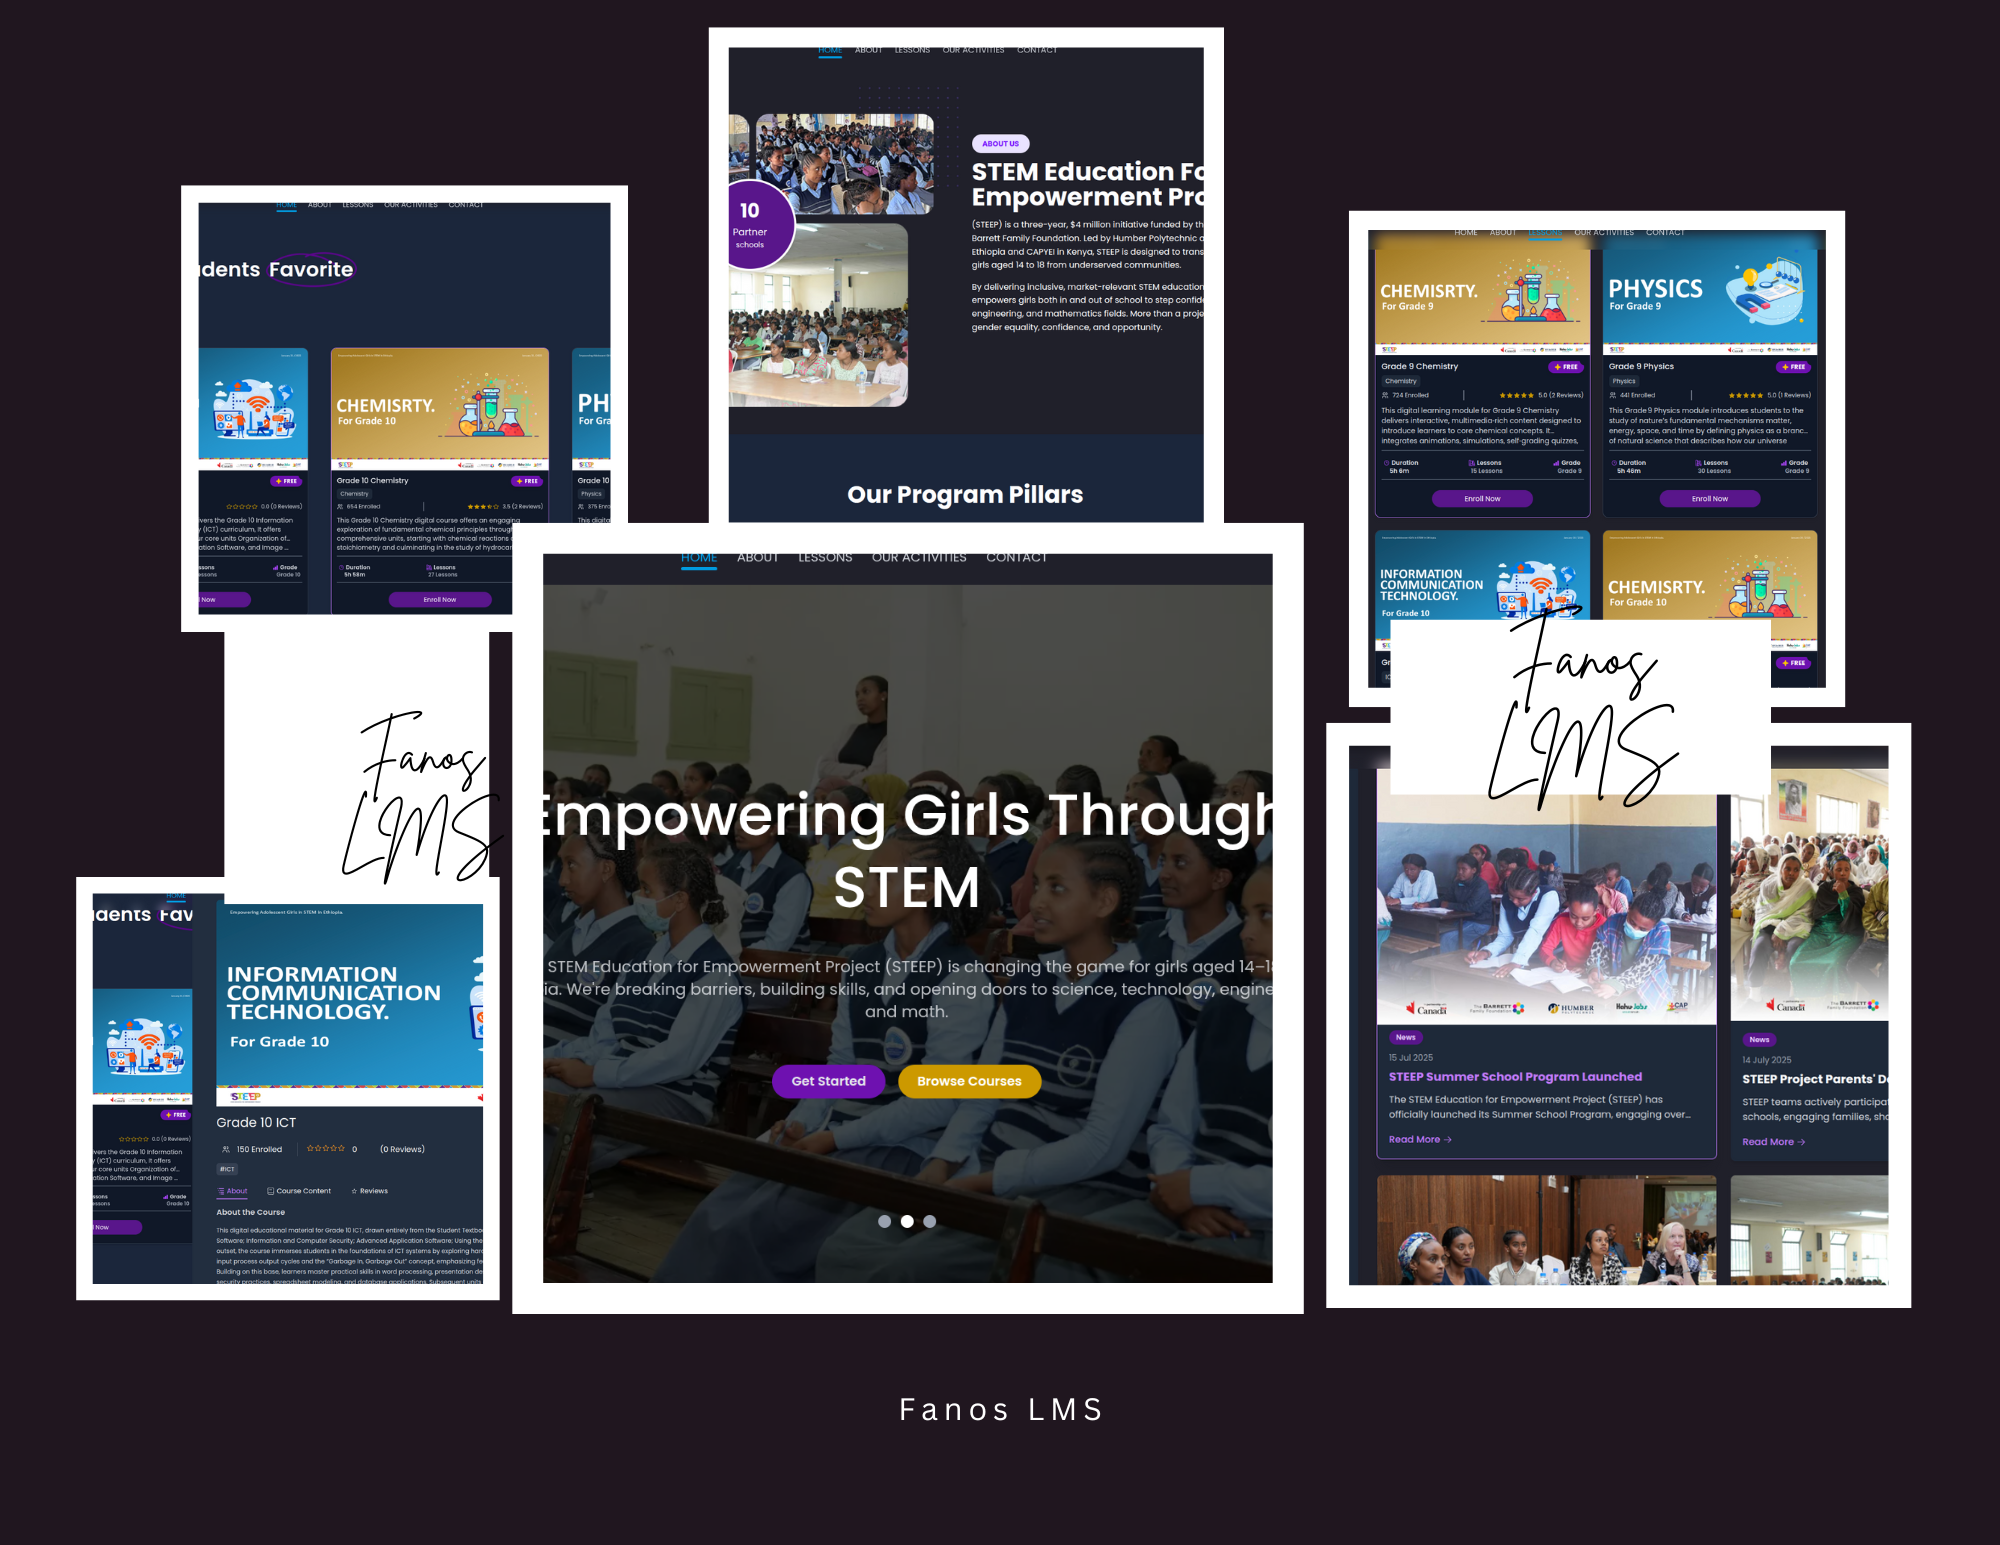 HOME ABOUT LESSONS OUR ACTIVITIES CONTACT
ABOUT US
STEM Education Fo
Empowerment Pro
10
Partner
schools
(STEEP) is a three-year, $4 million initiative funded by th
Barrett Family Foundation. Led by Humber Polytechnic a
Ethiopia and CAPYEI in Kenya, STEEP is designed to trans
girls aged 14 to 18 from underserved communities.
By delivering inclusive, market-relevant STEM education
empowers girls both in and out of school to step confide
engineering, and mathematics fields. More than a proje
gender equality, confidence, and opportunity.
Our Program Pillars
HOME ABOUT LESSONS OUR ACTIVITIES CONTACT
dents Favorite
CHEMISRTY.
For Grade 10
PH
For Gra
STEEP
FREE
0.0 (0 Reviews)
vers the Grade 10 Information
y (ICT) curriculum, it offers
ur core units Organization of...
ation Software, and Image ...
ssons
essons
Grade
Grade 10
Now
Grade 10 Chemistry
FREE
Chemistry
654 Enrolled
3.5 (2 Reviews)
This Grade 10 Chemistry digital course offers an engaging
exploration of fundamental chemical principles through
comprehensive units, starting with chemical reactions
stoichiometry and culminating in the study of hydrocar
Duration
5h 58m
Lessons
27 Lessons
Enroll Now
Grade 10
Physics
375 Enro
This digita
HOME ABOUT LESSONS OUR ACTIVITIES CONTACT
CHEMISRTY.
For Grade 9
STEEP
Grade 9 Chemistry
FREE
Chemistry
724 Enrolled
5.0 (2 Reviews)
This digital learning module for Grade 9 Chemistry
delivers interactive, multimedia-rich content designed to
introduce learners to core chemical concepts. It...
integrates animations, simulations, self-grading quizzes,
Duration
5h 6m
Lessons
15 Lessons
Grade
Grade 9
Enroll Now
PHYSICS
For Grade 9
STEEP
Grade 9 Physics
FREE
Physics
441 Enrolled
5.0 (1 Reviews)
This Grade 9 Physics module introduces students to the
study of nature's fundamental mechanisms matter,
energy, space, and time by defining physics as a branc...
of natural science that describes how our universe
Duration
5h 46m
Lessons
30 Lessons
Grade
Grade 9
Enroll Now
INFORMATION
COMMUNICATION
TECHNOLOGY.
For Grade 10
CHEMISRTY.
For Grade 10
FREE
Fanos
LMS
Fanos
LMS
HOME ABOUT LESSONS OUR ACTIVITIES CONTACT
Empowering Girls Through
STEM
STEM Education for Empowerment Project (STEEP) is changing the game for girls aged 14–18
ia. We're breaking barriers, building skills, and opening doors to science, technology, engine
and math.
Get Started
Browse Courses
HOME
dents Fav
FREE
0.0 (0 Reviews)
vers the Grade 10 Information
y (ICT) curriculum, it offers
ur core units Organization of...
ation Software, and Image ...
ssons
essons
Grade
Grade 10
Now
Empowering Adolescent Girls in STEM in Ethiopia
INFORMATION
COMMUNICATION
TECHNOLOGY.
For Grade 10
STEEP
Grade 10 ICT
150 Enrolled
0
(0 Reviews)
#ICT
About
Course Content
Reviews
About the Course
This digital educational material for Grade 10 ICT, drawn entirely from the Student Textbo
Software; Information and Computer Security; Advanced Application Software; Using the
outset, the course immerses students in the foundations of ICT systems by exploring hard
input process output cycles and the "Garbage In, Garbage Out" concept, emphasizing fe
Building on this base, learners master practical skills in word processing, presentation de
security practices, spreadsheet modeling, and database applications. Subsequent units
Canada
The BARRETT
Family Foundation
HUMBER
HahuJobs
CAP
News
15 Jul 2025
STEEP Summer School Program Launched
The STEM Education for Empowerment Project (STEEP) has
officially launched its Summer School Program, engaging over...
Read More →
Canada
The BARRETT
Family Foundation
News
14 July 2025
STEEP Project Parents' D
STEEP teams actively participat
schools, engaging families, sha
Read More →
Fanos LMS